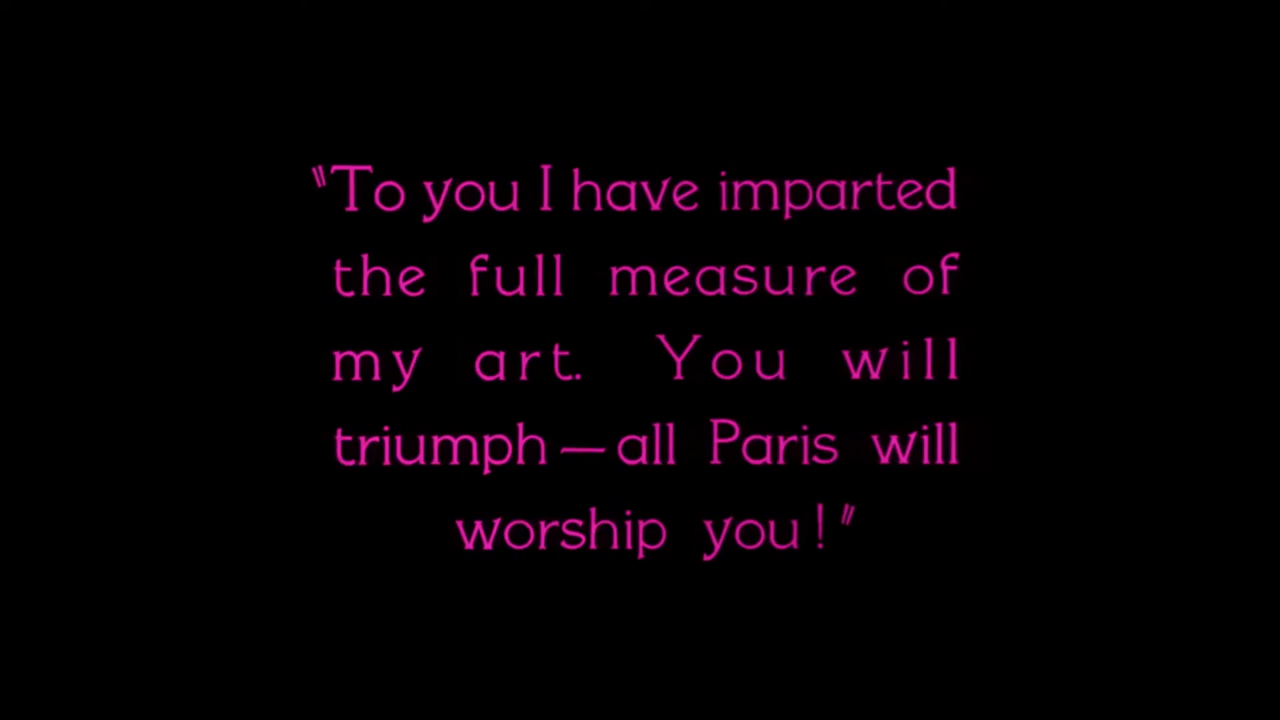 "To you I have imparted
the full measure of
my art. You will
triumph—all Paris will
worship you!"